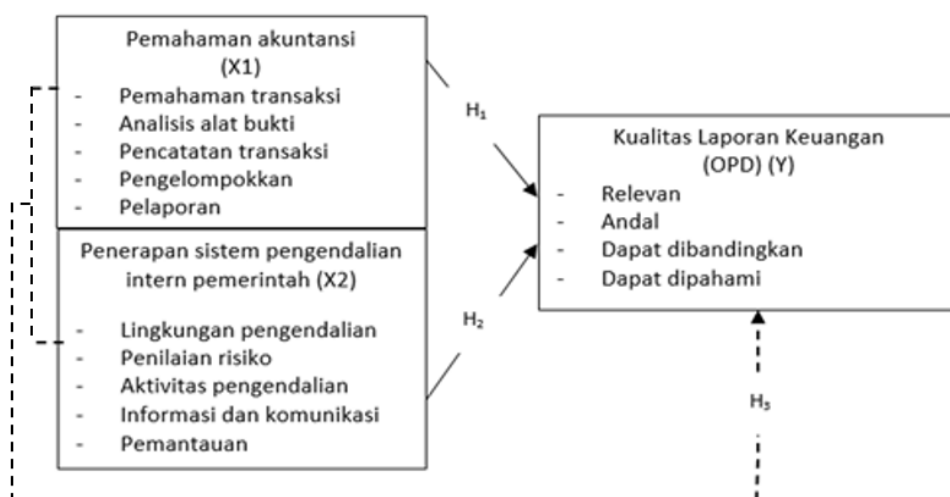 Pemahaman akuntansi
(X1)
- Pemahaman transaksi
- Analisis alat bukti
- Pencatatan transaksi
- Pengelompokkan
- Pelaporan
Penerapan sistem pengendalian
intern pemerintah (X2)
- Lingkungan pengendalian
- Penilaian risiko
- Aktivitas pengendalian
- Informasi dan komunikasi
- Pemantauan
H₁
H₂
Kualitas Laporan Keuangan
(OPD) (Y)
- Relevan
- Andal
- Dapat dibandingkan
- Dapat dipahami
H₃